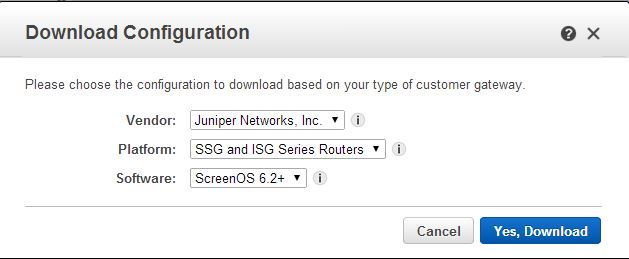 Download Configuration
Please choose the configuration to download based on your type of customer gateway.
Vendor: Juniper Networks, Inc.
Platform: SSG and ISG Series Routers
Software: ScreenOS 6.2+
Cancel Yes, Download